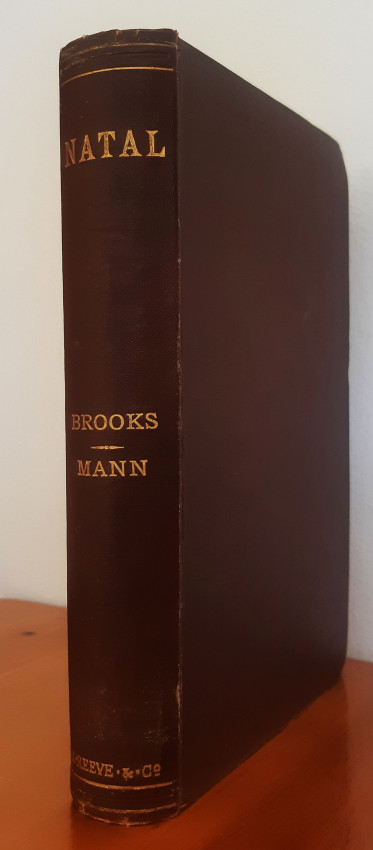 NATAL
BROOKS
MANN
REEVE · & · Cº